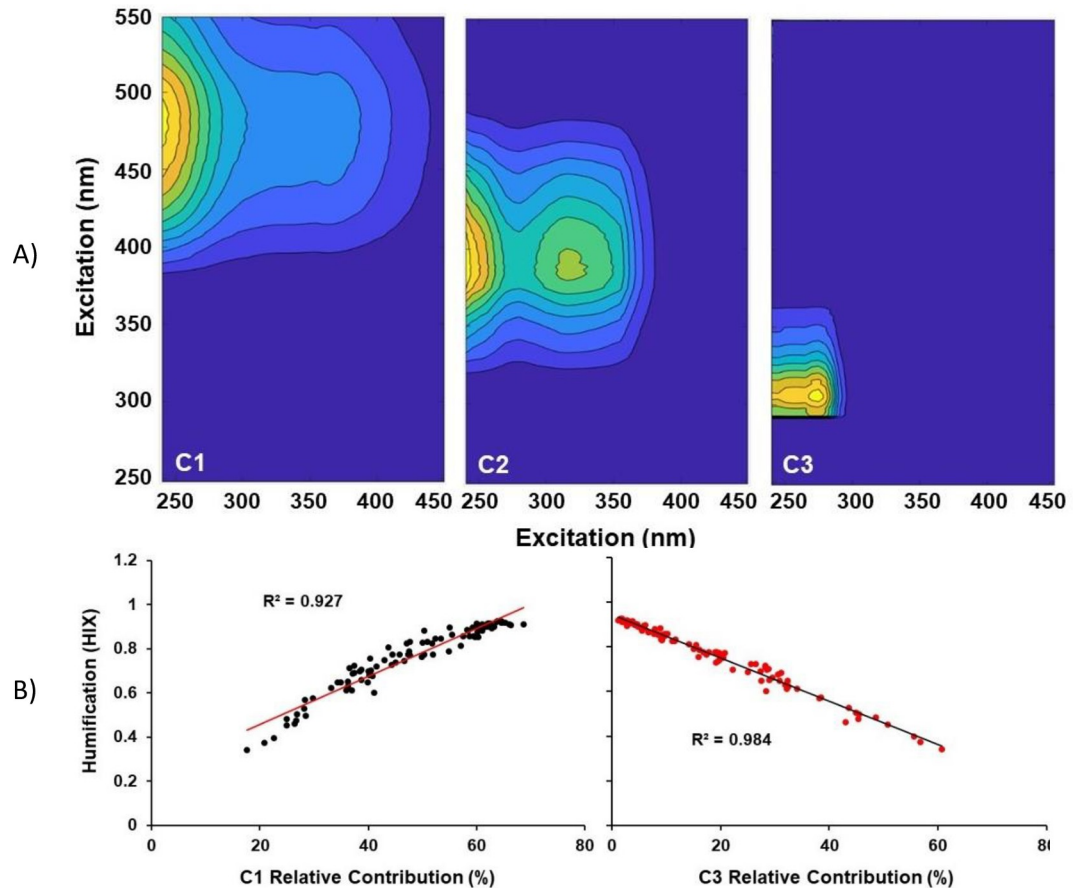 550
500
450
400
350
300
250
Excitation (nm)
A)
C1
C2
C3
250 300 350 400 450
300 350 400 450
250 300 350 400 450
Excitation (nm)
1.2
1
0.8
0.6
0.4
0.2
0
Humification (HIX)
B)
R² = 0.927
R² = 0.984
0 20 40 60 80
0 20 40 60 8
C1 Relative Contribution (%)
C3 Relative Contribution (%)